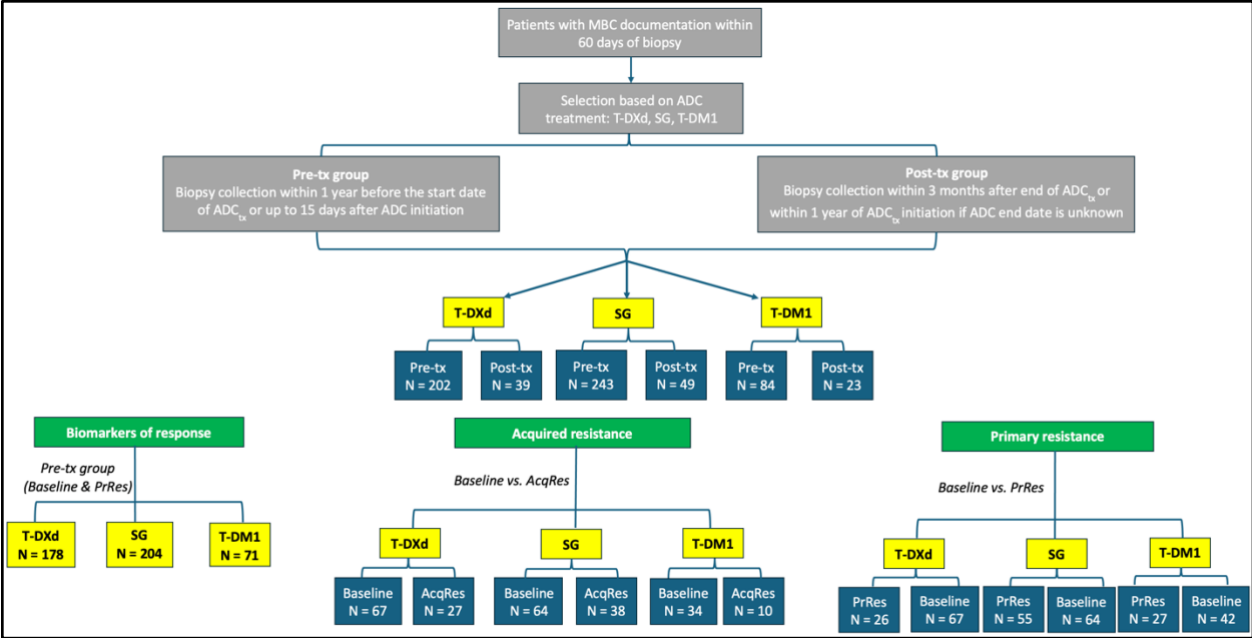 Patients with MBC documentation within
60 days of biopsy
Selection based on ADC
treatment: T-DXd, SG, T-DM1
Pre-tx group
Biopsy collection within 1 year before the start date
of ADCtx or up to 15 days after ADC initiation
Post-tx group
Biopsy collection within 3 months after end of ADCtx or
within 1 year of ADCtx initiation if ADC end date is unknown
T-DXd
SG
T-DM1
Pre-tx
N = 202
Post-tx
N = 39
Pre-tx
N = 243
Post-tx
N = 49
Pre-tx
N = 84
Post-tx
N = 23
Biomarkers of response
Pre-tx group
(Baseline & PrRes)
T-DXd
N = 178
SG
N = 204
T-DM1
N = 71
Acquired resistance
Baseline vs. AcqRes
T-DXd
SG
T-DM1
Baseline
N = 67
AcqRes
N = 27
Baseline
N = 64
AcqRes
N = 38
Baseline
N = 34
AcqRes
N = 10
Primary resistance
Baseline vs. PrRes
T-DXd
SG
T-DM1
PrRes
N = 26
Baseline
N = 67
PrRes
N = 55
Baseline
N = 64
PrRes
N = 27
Baseline
N = 42